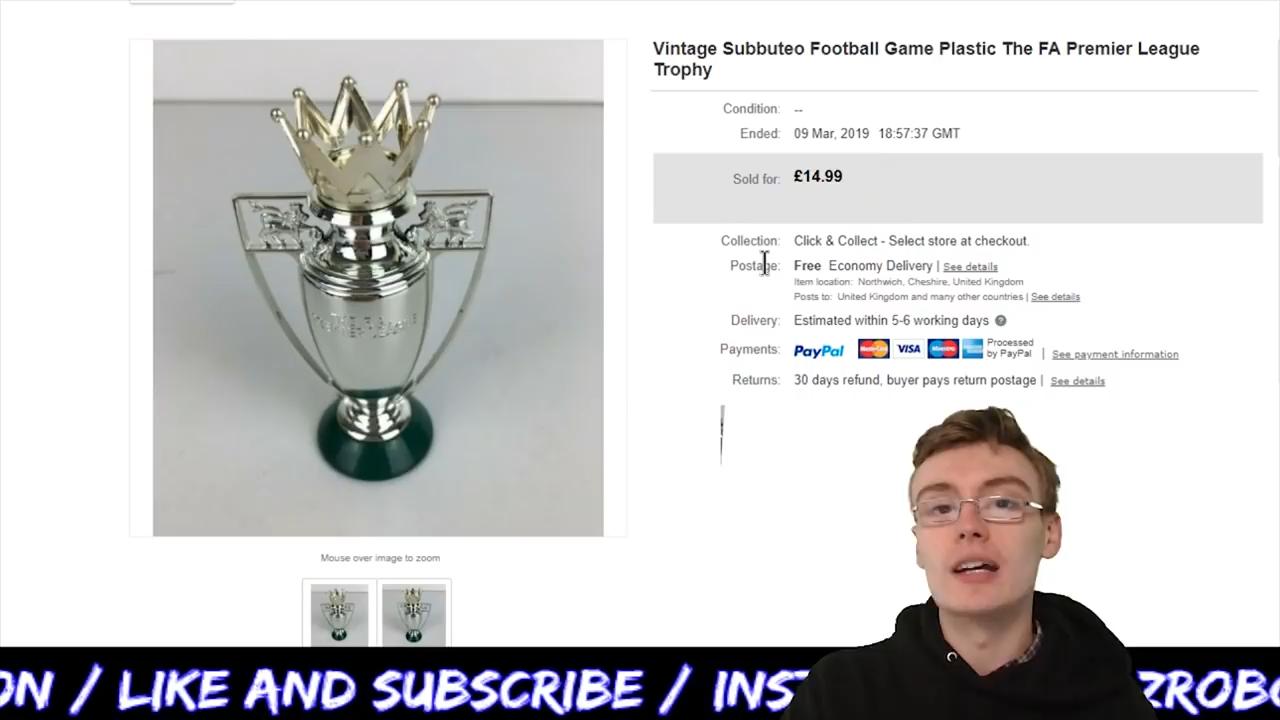 Vintage Subbuteo Football Game Plastic The FA Premier League
Trophy
Condition: --
Ended: 09 Mar, 2019 18:57:37 GMT
Sold for: £14.99
Collection: Click & Collect - Select store at checkout.
Postage: Free Economy Delivery | See details
Item location: Northwich, Cheshire, United Kingdom
Posts to: United Kingdom and many other countries | See details
Delivery: Estimated within 5-6 working days ?
Payments: PayPal MasterCard VISA Maestro Processed by PayPal | See payment information
Returns: 30 days refund, buyer pays return postage | See details
Mouse over image to zoom
ON / LIKE AND SUBSCRIBE / INST ZROBO